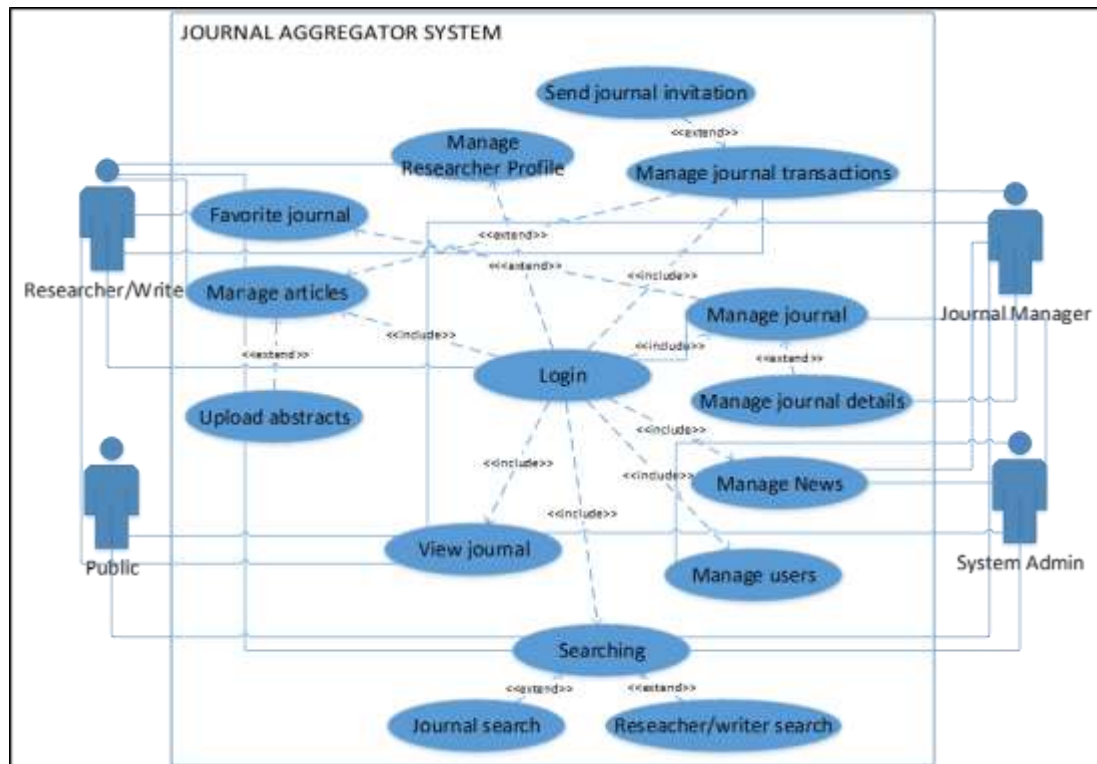 JOURNAL AGGREGATOR SYSTEM
Send journal invitation
<<extend>>
Manage
Researcher Profile
Manage journal transactions
Favorite journal
<<extend>>
<<extend>>
<<include>>
Researcher/Write
Manage articles
Journal Manager
Manage journal
<<include>>
<<include>>
<<extend>>
<<extend>>
Login
Manage journal details
Upload abstracts
<<include>>
<<include>>
<<include>>
Manage News
<<include>>
View journal
Public
System Admin
Manage users
Searching
<<extend>>
<<extend>>
Journal search
Reseacher/writer search